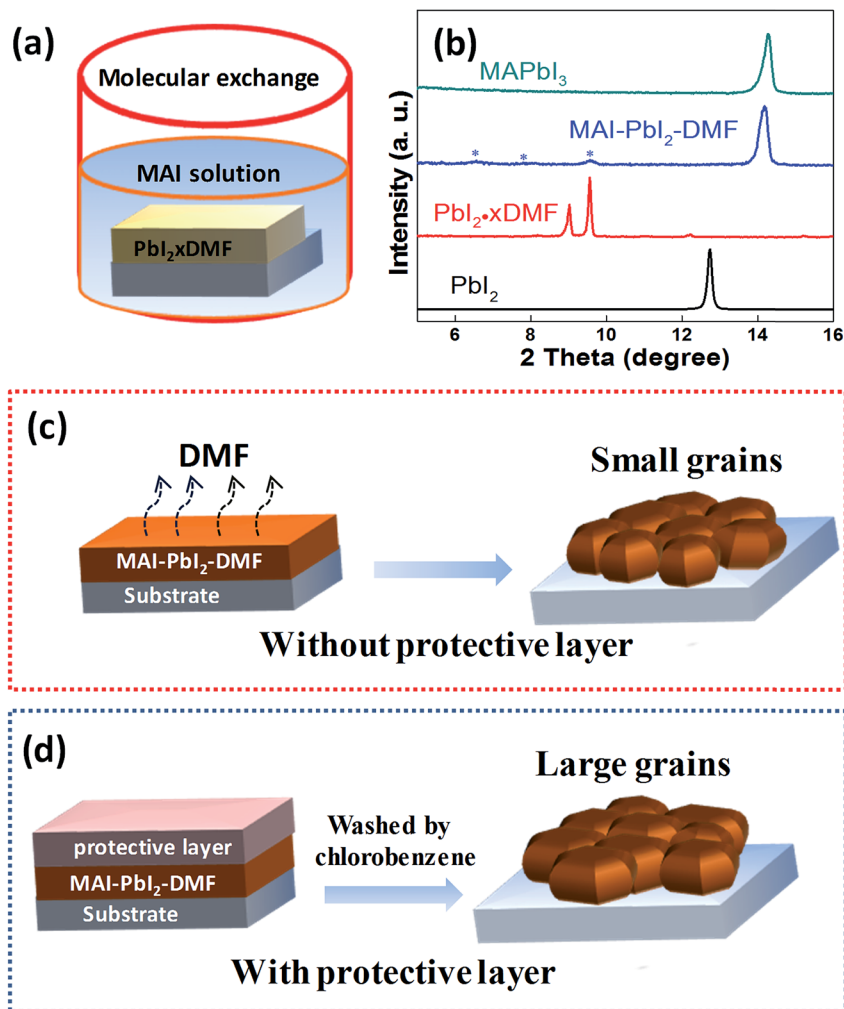 (a)
Molecular exchange
MAI solution
PbI₂xDMF
(b)
MAPbI₃
MAI-PbI₂-DMF
* * *
PbI₂•xDMF
PbI₂
Intensity (a. u.)
6 8 10 12 14 16
2 Theta (degree)
(c)
DMF
MAI-PbI₂-DMF
Substrate
Small grains
Without protective layer
(d)
protective layer
MAI-PbI₂-DMF
Substrate
Washed by
chlorobenzene
Large grains
With protective layer